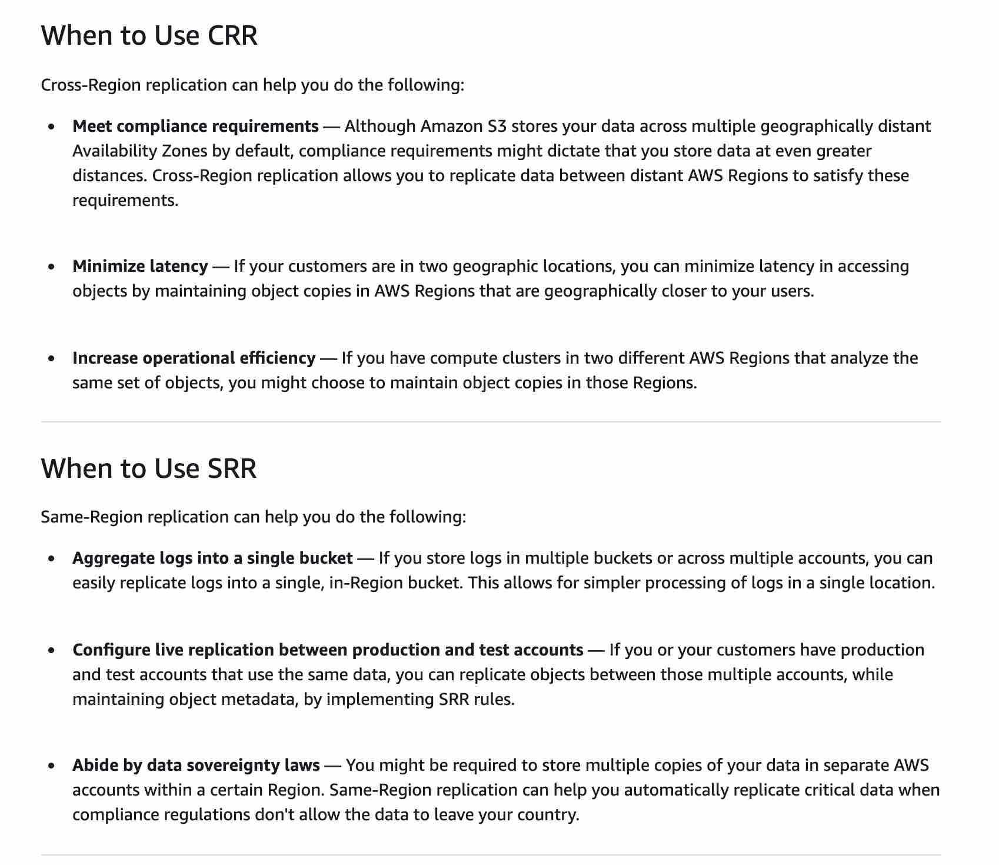 When to Use CRR
Cross-Region replication can help you do the following:
• Meet compliance requirements — Although Amazon S3 stores your data across multiple geographically distant
Availability Zones by default, compliance requirements might dictate that you store data at even greater
distances. Cross-Region replication allows you to replicate data between distant AWS Regions to satisfy these
requirements.
• Minimize latency — If your customers are in two geographic locations, you can minimize latency in accessing
objects by maintaining object copies in AWS Regions that are geographically closer to your users.
• Increase operational efficiency — If you have compute clusters in two different AWS Regions that analyze the
same set of objects, you might choose to maintain object copies in those Regions.
When to Use SRR
Same-Region replication can help you do the following:
• Aggregate logs into a single bucket — If you store logs in multiple buckets or across multiple accounts, you can
easily replicate logs into a single, in-Region bucket. This allows for simpler processing of logs in a single location.
• Configure live replication between production and test accounts — If you or your customers have production
and test accounts that use the same data, you can replicate objects between those multiple accounts, while
maintaining object metadata, by implementing SRR rules.
• Abide by data sovereignty laws — You might be required to store multiple copies of your data in separate AWS
accounts within a certain Region. Same-Region replication can help you automatically replicate critical data when
compliance regulations don't allow the data to leave your country.